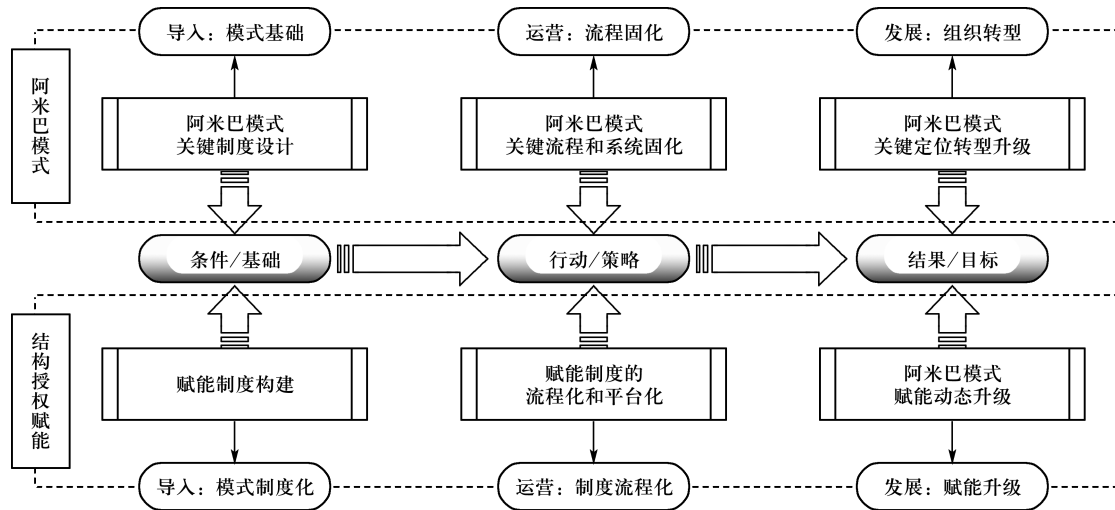 导入：模式基础
运营：流程固化
发展：组织转型
阿米巴模式
阿米巴模式
关键制度设计
阿米巴模式
关键流程和系统固化
阿米巴模式
关键定位转型升级
条件/基础
行动/策略
结果/目标
结构授权赋能
赋能制度构建
赋能制度的
流程化和平台化
阿米巴模式
赋能动态升级
导入：模式制度化
运营：制度流程化
发展：赋能升级